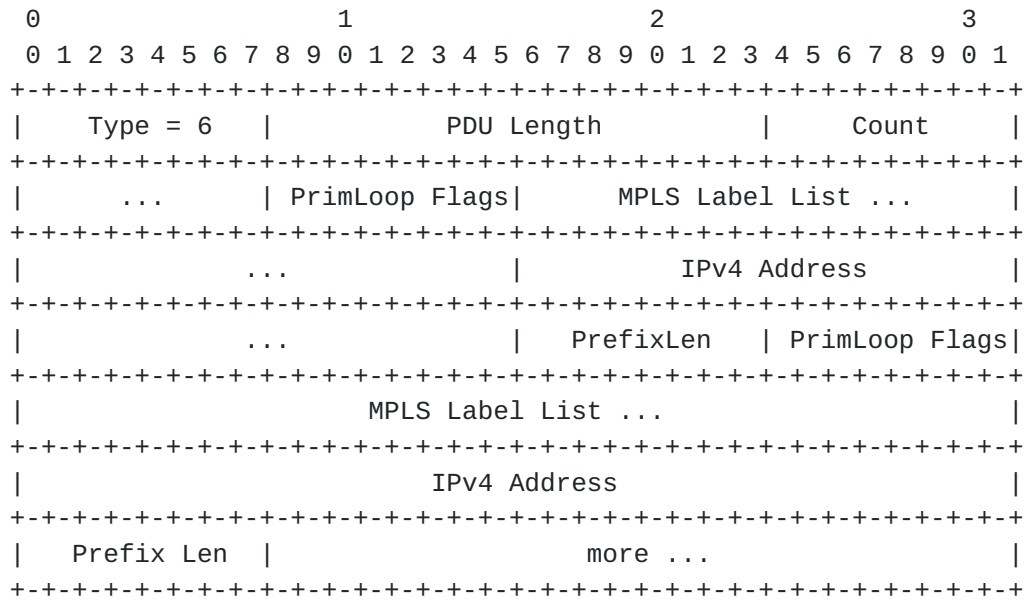 0                   1                   2                   3
 0 1 2 3 4 5 6 7 8 9 0 1 2 3 4 5 6 7 8 9 0 1 2 3 4 5 6 7 8 9 0 1
+-+-+-+-+-+-+-+-+-+-+-+-+-+-+-+-+-+-+-+-+-+-+-+-+-+-+-+-+-+-+-+-+
|    Type = 6   |           PDU Length          |     Count     |
+-+-+-+-+-+-+-+-+-+-+-+-+-+-+-+-+-+-+-+-+-+-+-+-+-+-+-+-+-+-+-+-+
|      ...      | PrimLoop Flags|      MPLS Label List ...      |
+-+-+-+-+-+-+-+-+-+-+-+-+-+-+-+-+-+-+-+-+-+-+-+-+-+-+-+-+-+-+-+-+
|              ...              |          IPv4 Address         |
+-+-+-+-+-+-+-+-+-+-+-+-+-+-+-+-+-+-+-+-+-+-+-+-+-+-+-+-+-+-+-+-+
|              ...              |   PrefixLen   | PrimLoop Flags|
+-+-+-+-+-+-+-+-+-+-+-+-+-+-+-+-+-+-+-+-+-+-+-+-+-+-+-+-+-+-+-+-+
|                      MPLS Label List ...                      |
+-+-+-+-+-+-+-+-+-+-+-+-+-+-+-+-+-+-+-+-+-+-+-+-+-+-+-+-+-+-+-+-+
|                          IPv4 Address                         |
+-+-+-+-+-+-+-+-+-+-+-+-+-+-+-+-+-+-+-+-+-+-+-+-+-+-+-+-+-+-+-+-+
|   Prefix Len  |                    more ...                   |
+-+-+-+-+-+-+-+-+-+-+-+-+-+-+-+-+-+-+-+-+-+-+-+-+-+-+-+-+-+-+-+-+